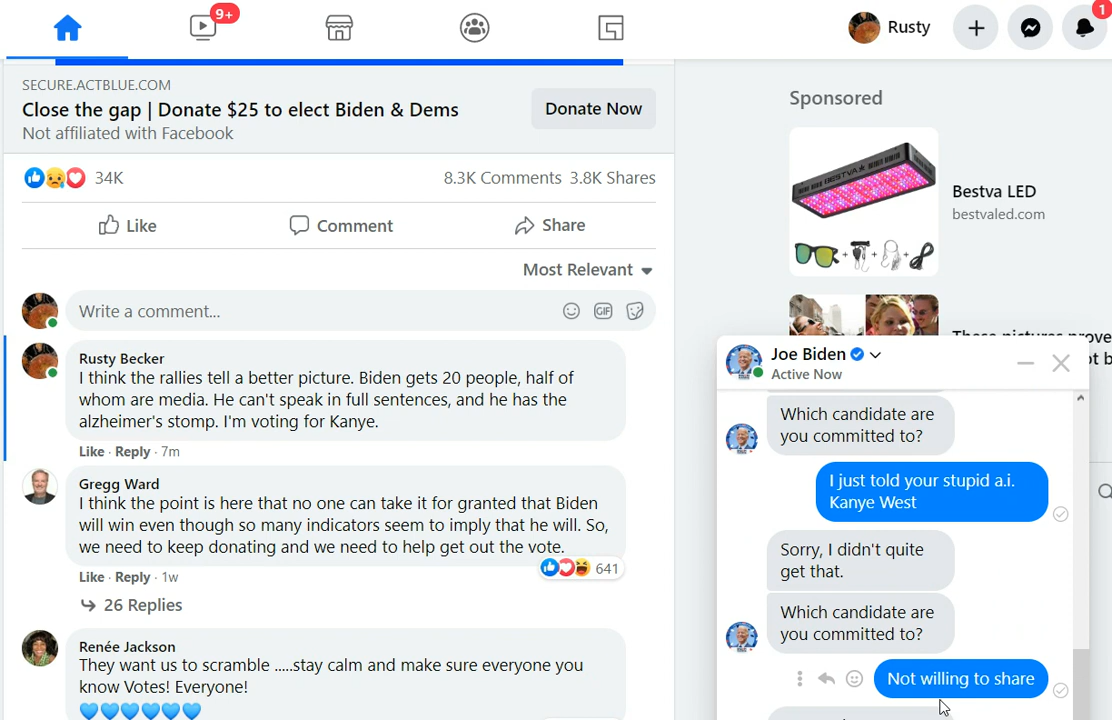 9+
Rusty
1
SECURE.ACTBLUE.COM
Close the gap | Donate $25 to elect Biden & Dems
Not affiliated with Facebook
Donate Now
34K
8.3K Comments 3.8K Shares
Like
Comment
Share
Most Relevant
Write a comment...
GIF
Rusty Becker
I think the rallies tell a better picture. Biden gets 20 people, half of
whom are media. He can't speak in full sentences, and he has the
alzheimer's stomp. I'm voting for Kanye.
Like · Reply · 7m
Gregg Ward
I think the point is here that no one can take it for granted that Biden
will win even though so many indicators seem to imply that he will. So,
we need to keep donating and we need to help get out the vote.
641
Like · Reply · 1w
26 Replies
Renée Jackson
They want us to scramble .....stay calm and make sure everyone you
know Votes! Everyone!
Sponsored
BESTVA
Bestva LED
bestvaled.com
These pictures prove
Joe Biden
Active Now
Which candidate are
you committed to?
I just told your stupid a.i.
Kanye West
Sorry, I didn't quite
get that.
Which candidate are
you committed to?
Not willing to share